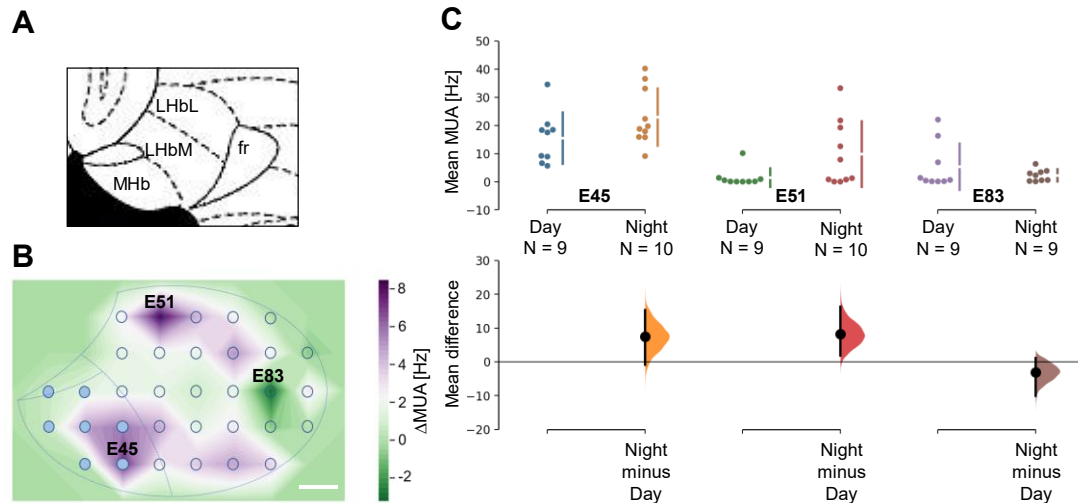 A
LHbL
LHbM
fr
MHb
B
E51
E83
E45
8
6
4
2
0
-2
ΔMUA [Hz]
C
Mean MUA [Hz]
50
40
30
20
10
0
−10
E45
E51
E83
Day
N = 9
Night
N = 10
Day
N = 9
Night
N = 10
Day
N = 9
Night
N = 9
Mean difference
30
20
10
0
−10
−20
Night
minus
Day
Night
minus
Day
Night
minus
Day